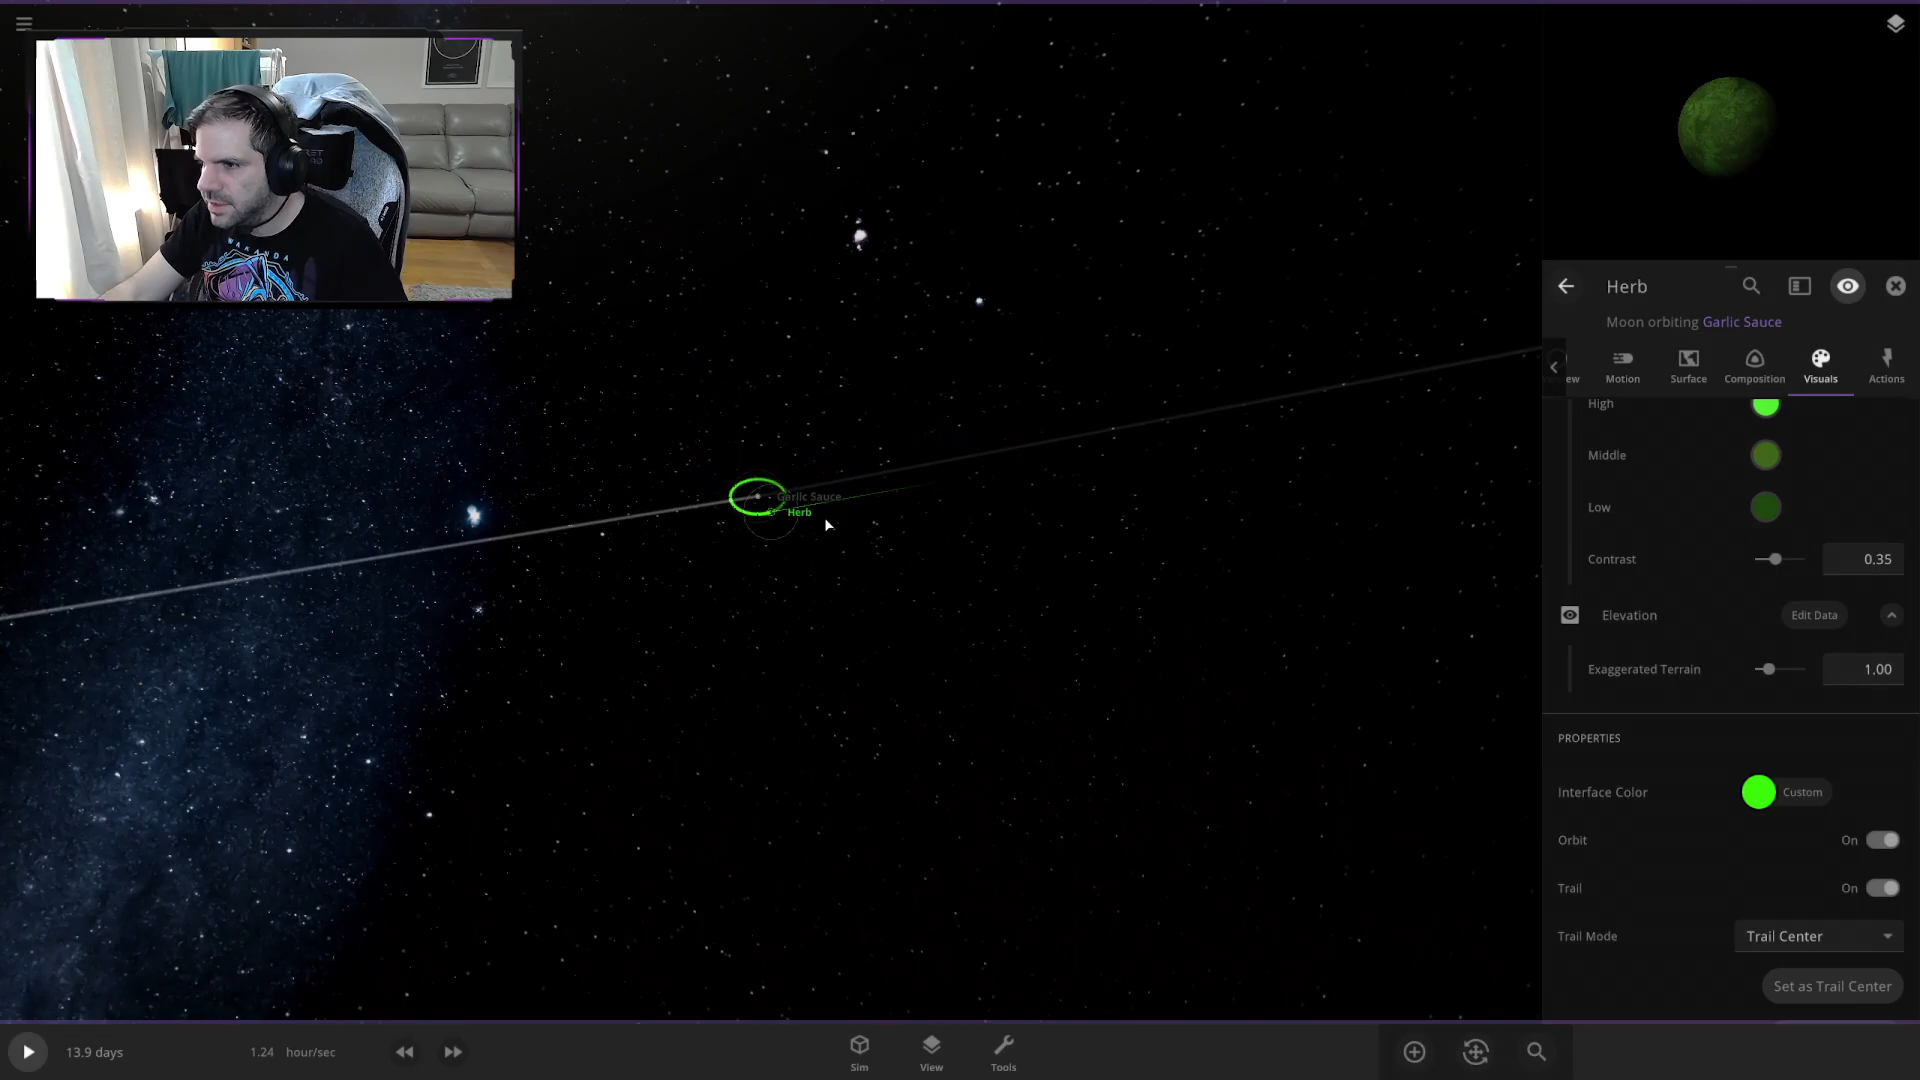 WAKANDA
Herb
Moon orbiting Garlic Sauce
Motion
Surface
Composition
Visuals
Actions
High
Middle
Low
Contrast
0.35
Elevation
Edit Data
Exaggerated Terrain
1.00
PROPERTIES
Interface Color
Custom
Orbit
On
Trail
On
Trail Mode
Trail Center
Set as Trail Center
Garlic Sauce
Herb
13.9 days
1.24 hour/sec
Sim
View
Tools